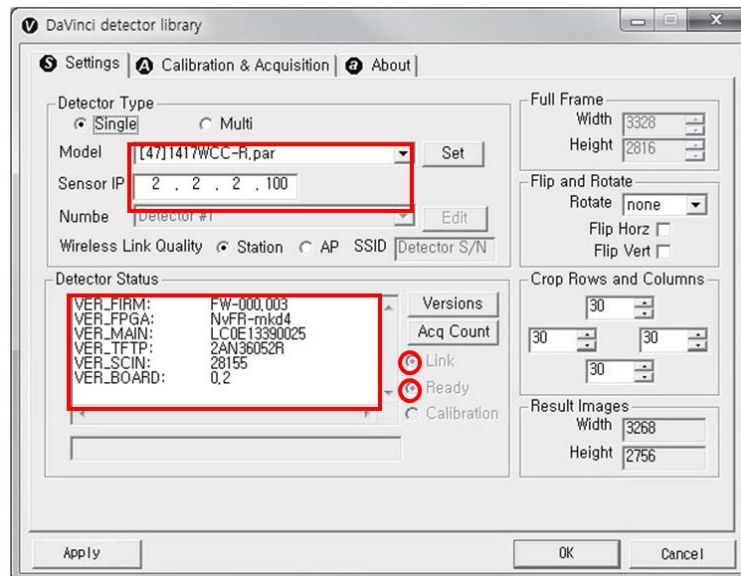 DaVinci detector library
Settings
Calibration & Acquisition
About
Detector Type
Single
Multi
Model
[47]1417WCC-R.par
Set
Sensor IP
2 . 2 . 2 . 100
Numbe
Detector #1
Edit
Wireless Link Quality
Station
AP
SSID
Detector S/N
Detector Status
VER_FIRM: FW-000.003
VER_FPGA: NvFR-mkd4
VER_MAIN: LC0E13390025
VER_TFTP: 2AN36052R
VER_SCIN: 28155
VER_BOARD: 0.2
Versions
Acq Count
Link
Ready
Calibration
Full Frame
Width 3328
Height 2816
Flip and Rotate
Rotate none
Flip Horz
Flip Vert
Crop Rows and Columns
30
30 30
30
Result Images
Width 3268
Height 2756
Apply
OK
Cancel